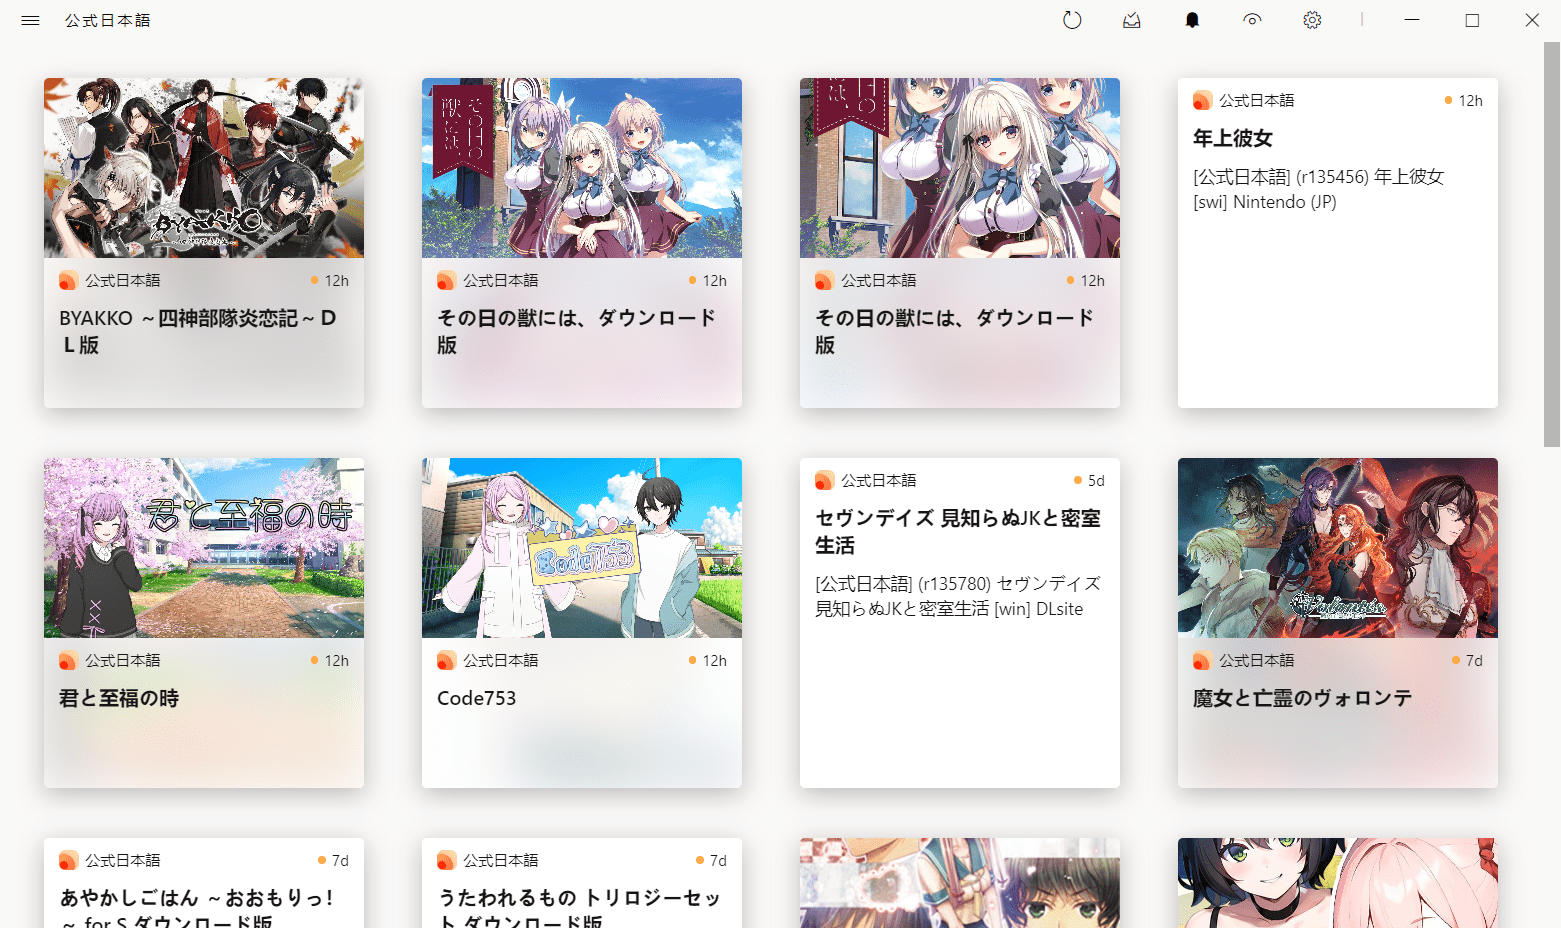 公式日本語
その日の
獣には、
BYAKKO
公式日本語
12h
BYAKKO ～四神部隊炎恋記～Ｄ
Ｌ版
公式日本語
12h
その日の獣には、ダウンロード
版
公式日本語
12h
その日の獣には、ダウンロード
版
公式日本語
12h
年上彼女
[公式日本語] (r135456) 年上彼女
[swi] Nintendo (JP)
君と至福の時
公式日本語
12h
君と至福の時
Code753
公式日本語
12h
Code753
公式日本語
5d
セヴンデイズ 見知らぬJKと密室
生活
[公式日本語] (r135780) セヴンデイズ
見知らぬJKと密室生活 [win] DLsite
公式日本語
7d
魔女と亡霊のヴォロンテ
公式日本語
7d
あやかしごはん ～おおもりっ！
～ for S ダウンロード版
公式日本語
7d
うたわれるもの トリロジーセッ
ト ダウンロード版